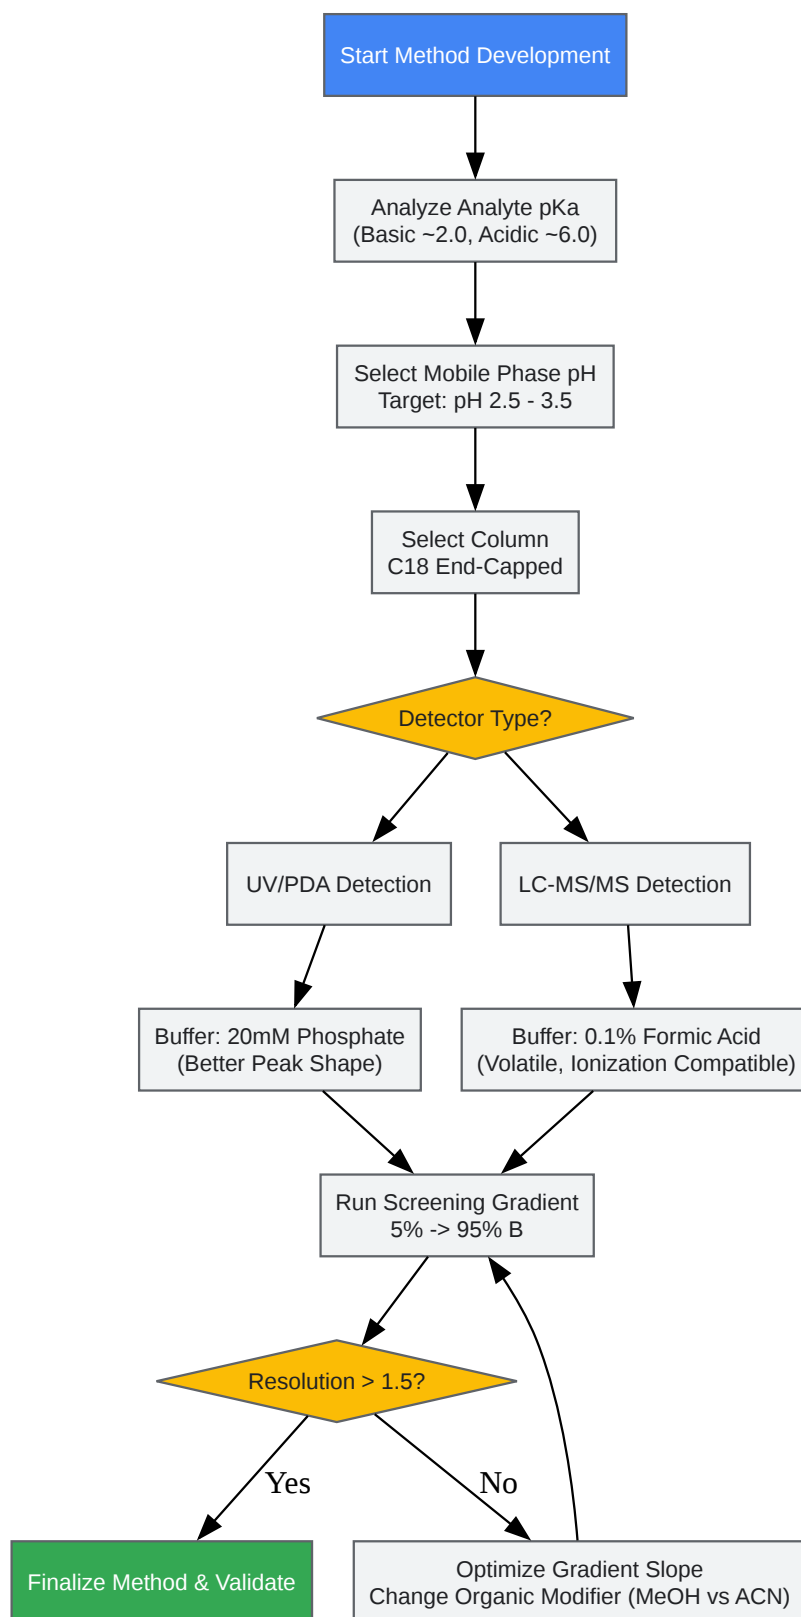 Start Method Development
Analyze Analyte pKa
(Basic ~2.0, Acidic ~6.0)
Select Mobile Phase pH
Target: pH 2.5 - 3.5
Select Column
C18 End-Capped
Detector Type?
UV/PDA Detection
LC-MS/MS Detection
Buffer: 20mM Phosphate
(Better Peak Shape)
Buffer: 0.1% Formic Acid
(Volatile, Ionization Compatible)
Run Screening Gradient
5% -> 95% B
Resolution > 1.5?
Yes
No
Finalize Method & Validate
Optimize Gradient Slope
Change Organic Modifier (MeOH vs ACN)